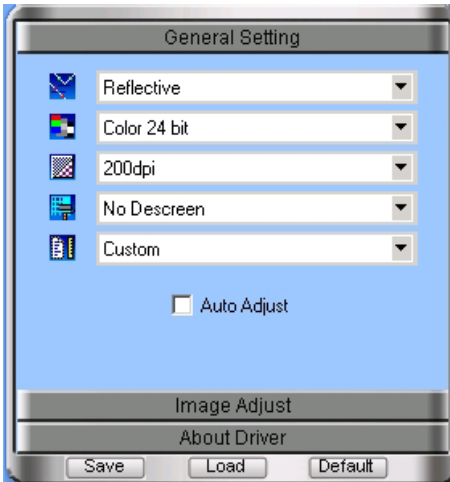 General Setting
Reflective
Color 24 bit
200dpi
No Descreen
Custom
Auto Adjust
Image Adjust
About Driver
Save Load Default